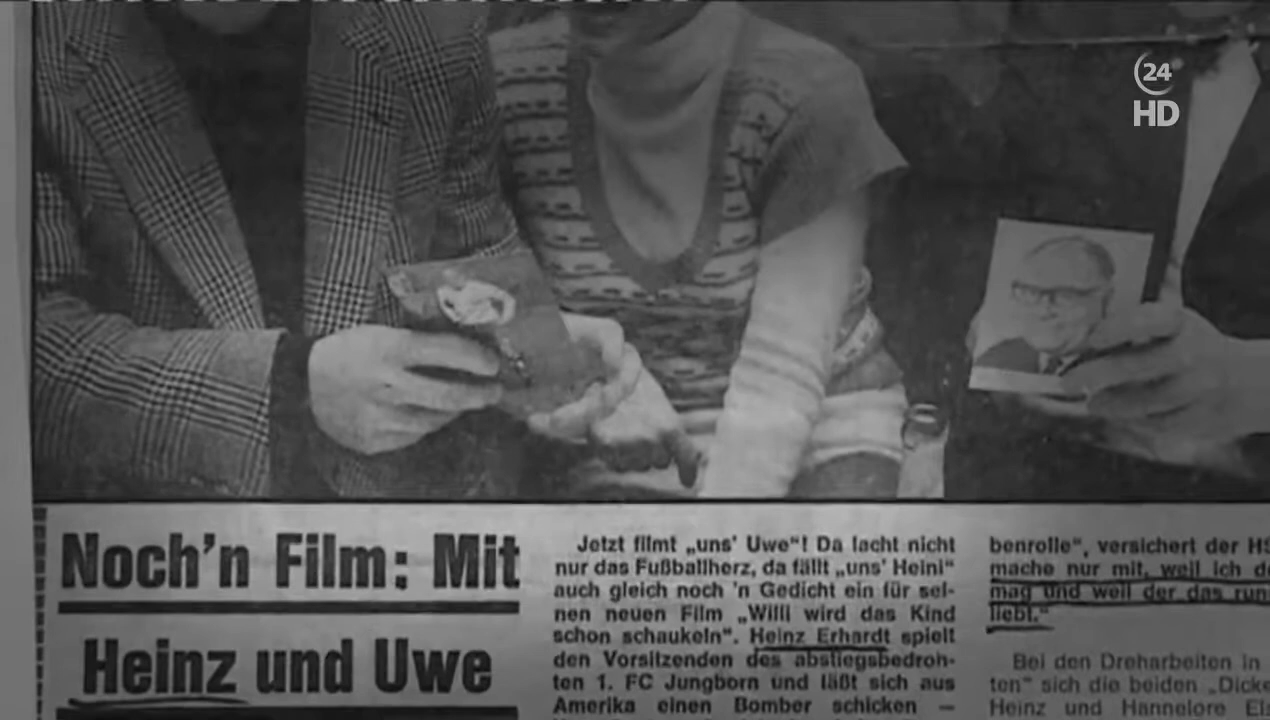 24
HD
Noch'n Film: Mit
Heinz und Uwe
Jetzt filmt „uns' Uwe“! Da lacht nicht
nur das Fußballherz, da fällt „uns' Heini“
auch gleich noch 'n Gedicht ein für sei-
nen neuen Film „Willi wird das Kind
schon schaukeln“. Heinz Erhardt spielt
den Vorsitzenden des abstiegsbedroh-
ten 1. FC Jungborn und läßt sich aus
Amerika einen Bomber schicken —
benrolle“, versichert der HS
mache nur mit, weil ich de
mag und weil der das run
liebt.“
Bei den Dreharbeiten in
ten“ sich die beiden „Dicke
Heinz und Hannelore Els